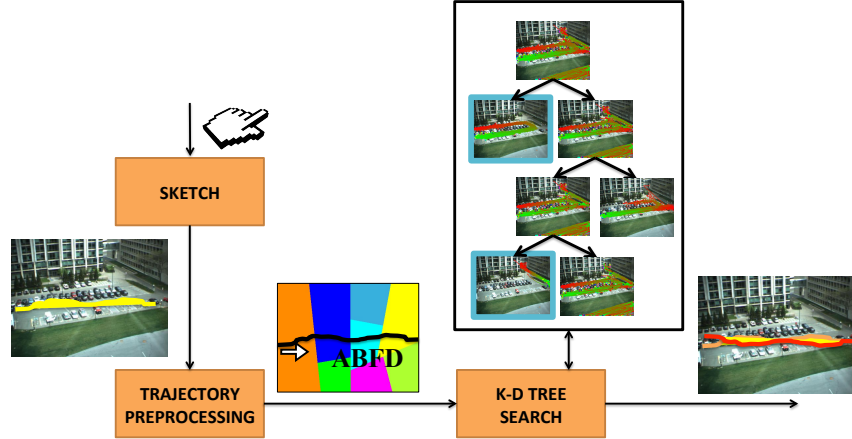 SKETCH
ABFD
TRAJECTORY
PREPROCESSING
K-D TREE
SEARCH